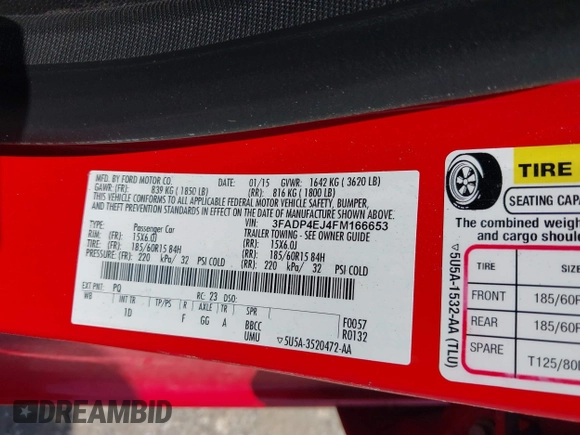 MFD. BY FORD MOTOR CO.
DATE: 01/15 GVWR: 1642 KG ( 3620 LB)
GAWR: (FR): 839 KG ( 1850 LB) (RR): 816 KG ( 1800 LB)
THIS VEHICLE CONFORMS TO ALL APPLICABLE FEDERAL MOTOR VEHICLE SAFETY, BUMPER,
AND THEFT PREVENTION STANDARDS IN EFFECT ON THE DATE OF MANUFACTURE SHOWN ABOVE.
VIN: 3FADP4EJ4FM166653
TYPE: Passenger Car TRAILER TOWING - SEE OWNER GUIDE
RUN: (FR): 15X6.0J (RR): 15X6.0J
TIRE: (FR): 185/60R15 84H (RR): 185/60R15 84H
PRESSURE: (FR): 220 kPa/ 32 PSI COLD (RR): 220 kPa/ 32 PSI COLD
EXT PNT: PQ RC: 23 DSO:
WB INT TR TP/PS R AXLE TR SPR
1D F GG A BBCC F0057
UMU R0132
▽5U5A-3520472-AA
▽5U5A-1532-AA (TLU)
TIRE
SEATING CAPA
The combined weigh
and cargo should
TIRE SIZE
FRONT 185/60R
REAR 185/60R
SPARE T125/80
DREAMBID